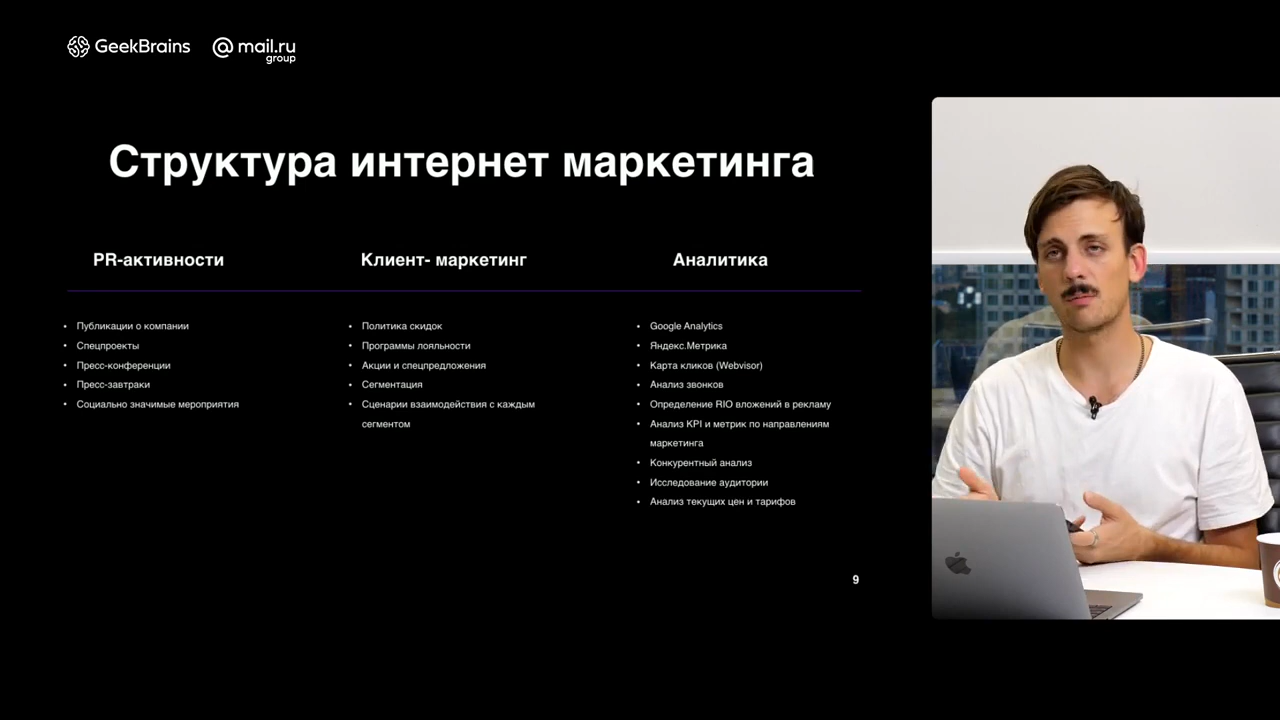 GeekBrains
@mail.ru
group
Структура интернет маркетинга
PR-активности
Клиент- маркетинг
Аналитика
• Публикации о компании
• Спецпроекты
• Пресс-конференции
• Пресс-завтраки
• Социально значимые мероприятия
• Политика скидок
• Программы лояльности
• Акции и спецпредложения
• Сегментация
• Сценарии взаимодействия с каждым
сегментом
• Google Analytics
• Яндекс.Метрика
• Карта кликов (Webvisor)
• Анализ звонков
• Определение RIO вложений в рекламу
• Анализ KPI и метрик по направлениям
маркетинга
• Конкурентный анализ
• Исследование аудитории
• Анализ текущих цен и тарифов
9